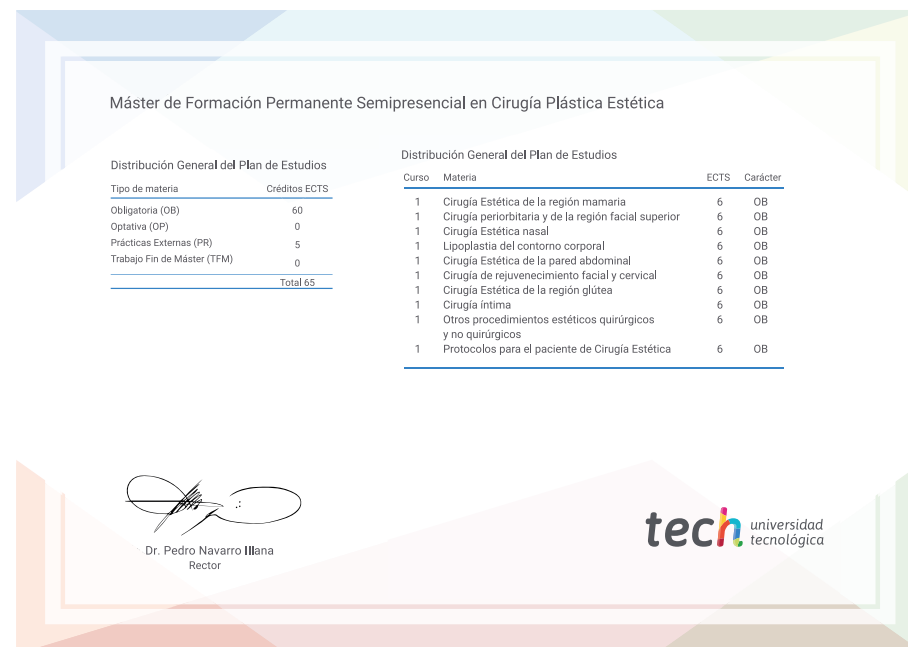 Máster de Formación Permanente Semipresencial en Cirugía Plástica Estética
Distribución General del Plan de Estudios
Tipo de materia Créditos ECTS
Obligatoria (OB) 60
Optativa (OP) 0
Prácticas Externas (PR) 5
Trabajo Fin de Máster (TFM) 0
Total 65
Distribución General del Plan de Estudios
Curso Materia ECTS Carácter
1 Cirugía Estética de la región mamaria 6 OB
1 Cirugía periorbitaria y de la región facial superior 6 OB
1 Cirugía Estética nasal 6 OB
1 Lipoplastia del contorno corporal 6 OB
1 Cirugía Estética de la pared abdominal 6 OB
1 Cirugía de rejuvenecimiento facial y cervical 6 OB
1 Cirugía Estética de la región glútea 6 OB
1 Cirugía íntima 6 OB
1 Otros procedimientos estéticos quirúrgicos 6 OB
y no quirúrgicos
1 Protocolos para el paciente de Cirugía Estética 6 OB
Dr. Pedro Navarro Illana
Rector
tech universidad
tecnológica